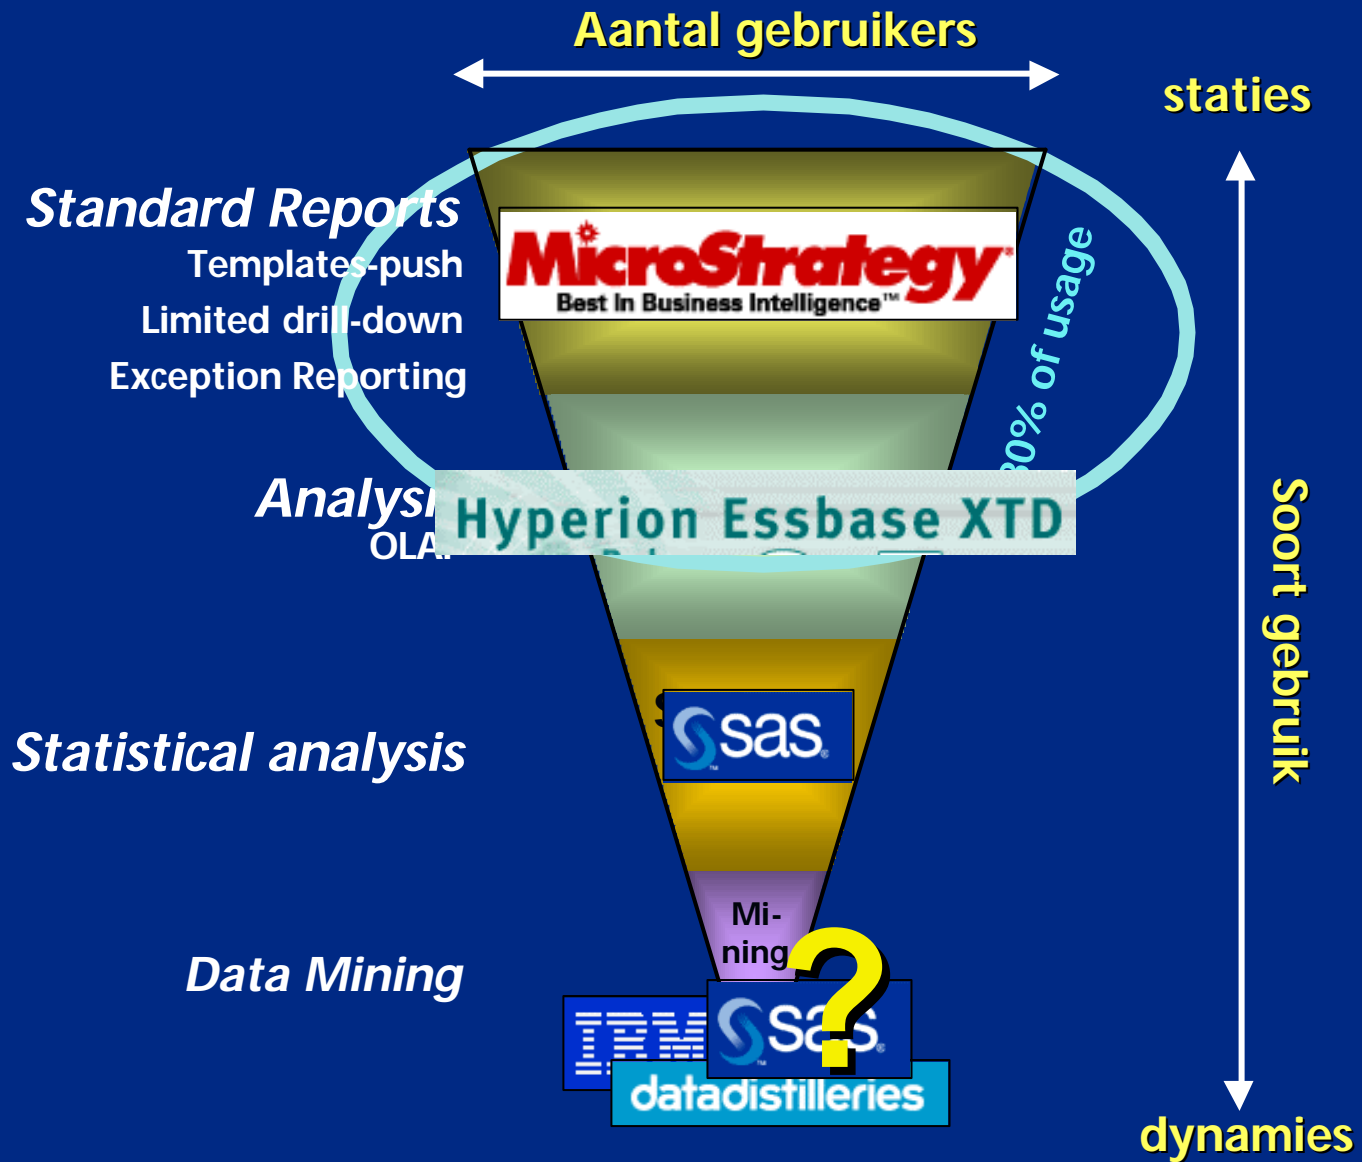 Aantal gebruikers
staties
Standard Reports
Templates-push
Limited drill-down
Exception Reporting
MicroStrategy®
Best In Business Intelligence™
of usage
Hyperion Essbase XTD
Soort gebruik
Statistical analysis
sas®
Data Mining
Mi-
ning
?
IBM
sas®
datadistilleries
dynamies